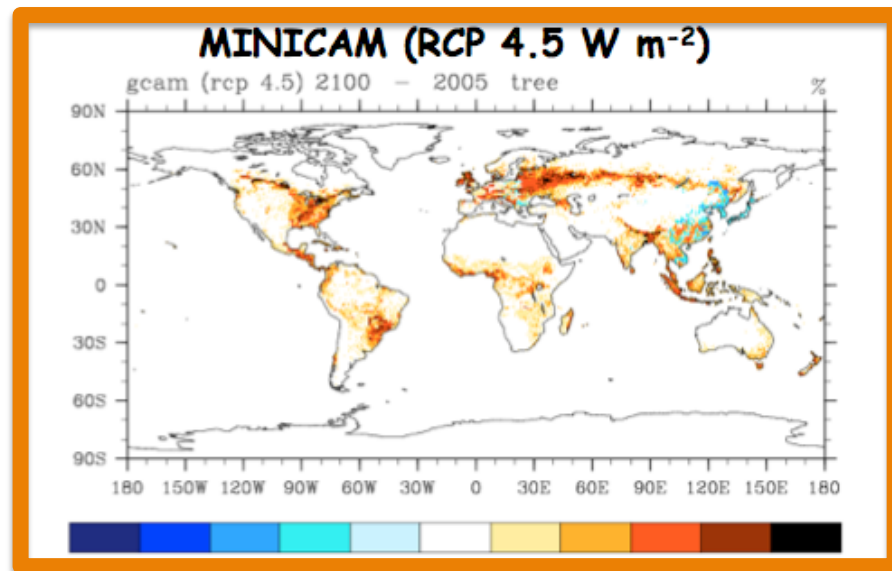 MINICAM (RCP 4.5 W m-2)
gcam (rcp 4.5) 2100 - 2005 tree %
90N
60N
30N
0
30S
60S
90S
180 150W 120W 90W 60W 30W 0 30E 60E 90E 120E 150E 180